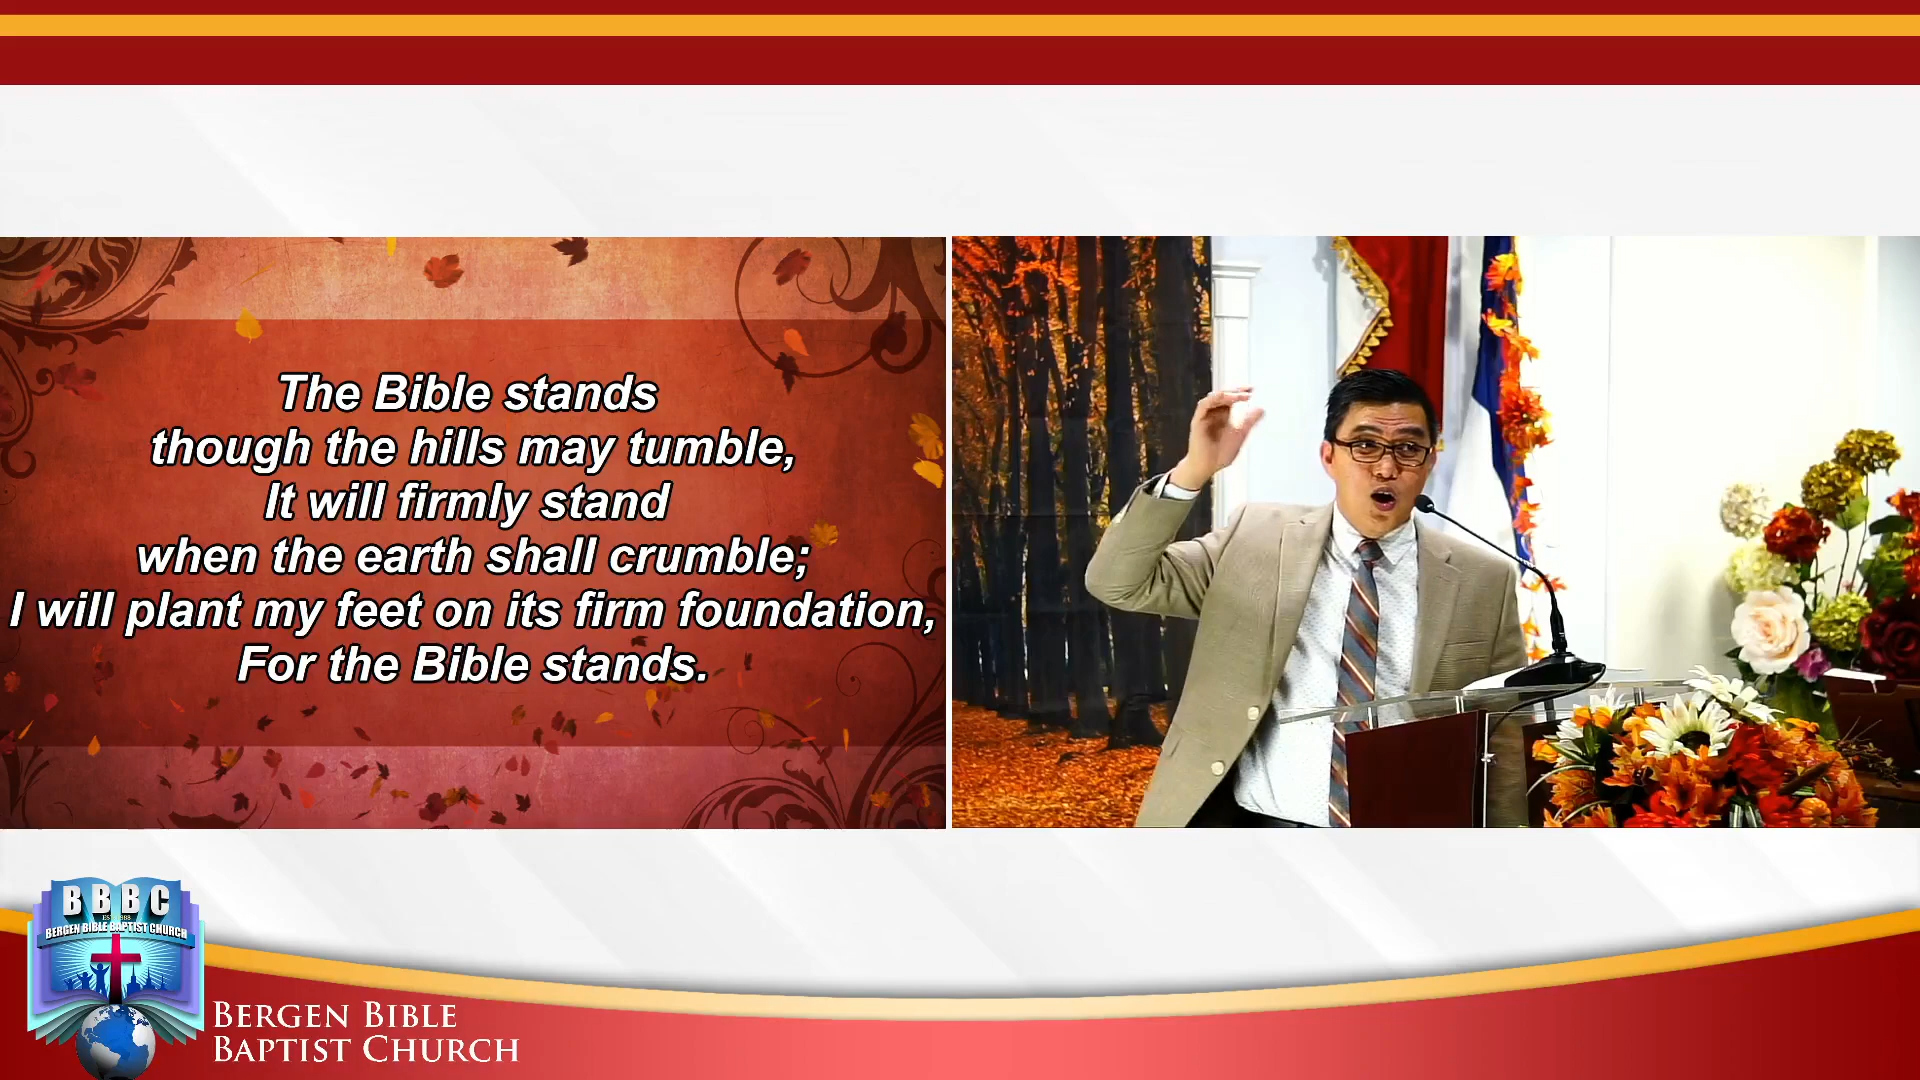 The Bible stands
though the hills may tumble,
It will firmly stand
when the earth shall crumble;
I will plant my feet on its firm foundation,
For the Bible stands.
B B B C
BERGEN BIBLE BAPTIST CHURCH
BERGEN BIBLE
BAPTIST CHURCH